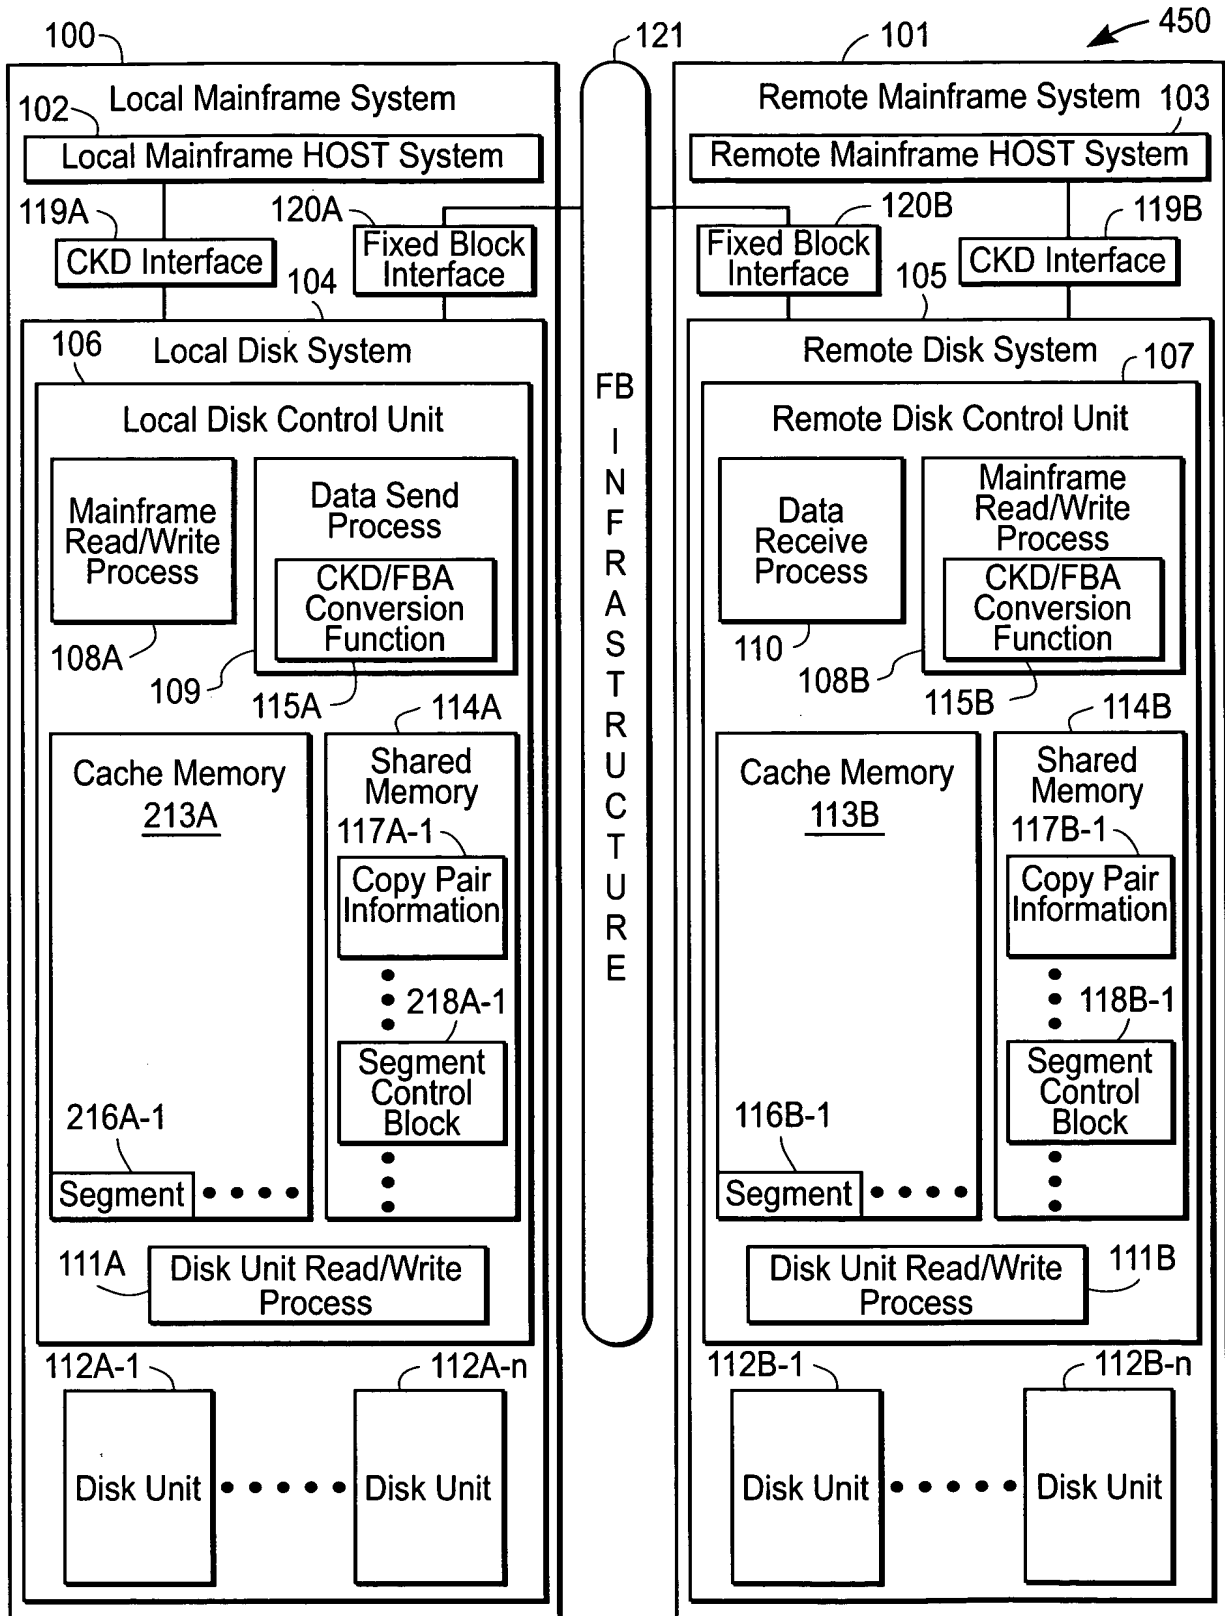 100
121
101
450
Local Mainframe System
102
Local Mainframe HOST System
119A
CKD Interface
120A
Fixed Block
Interface
104
Local Disk System
106
Local Disk Control Unit
Mainframe
Read/Write
Process
108A
Data Send
Process
CKD/FBA
Conversion
Function
109
115A
114A
Cache Memory
213A
Shared
Memory
117A-1
Copy Pair
Information
218A-1
Segment
Control
Block
216A-1
Segment
111A
Disk Unit Read/Write
Process
112A-1
112A-n
Disk Unit
Disk Unit
FB
INFRASTRUCTURE
Remote Mainframe System
103
Remote Mainframe HOST System
120B
Fixed Block
Interface
119B
CKD Interface
105
Remote Disk System
107
Remote Disk Control Unit
Data
Receive
Process
110
Mainframe
Read/Write
Process
CKD/FBA
Conversion
Function
108B
115B
114B
Cache Memory
113B
Shared
Memory
117B-1
Copy Pair
Information
118B-1
Segment
Control
Block
116B-1
Segment
Disk Unit Read/Write
Process
111B
112B-1
112B-n
Disk Unit
Disk Unit